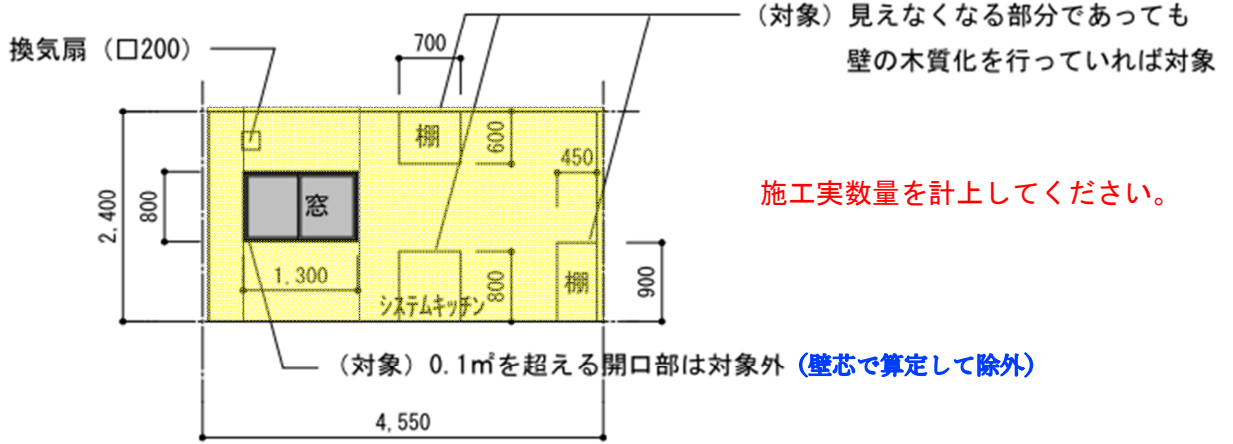 (対象)見えなくなる部分であっても
壁の木質化を行っていれば対象
換気扇(口200)
700
棚
600
450
施工実数量を計上してください。
2,400
800
窓
1,300
システムキッチン
800
棚
900
(対象)0.1㎡を超える開口部は対象外(壁芯で算定して除外)
4,550